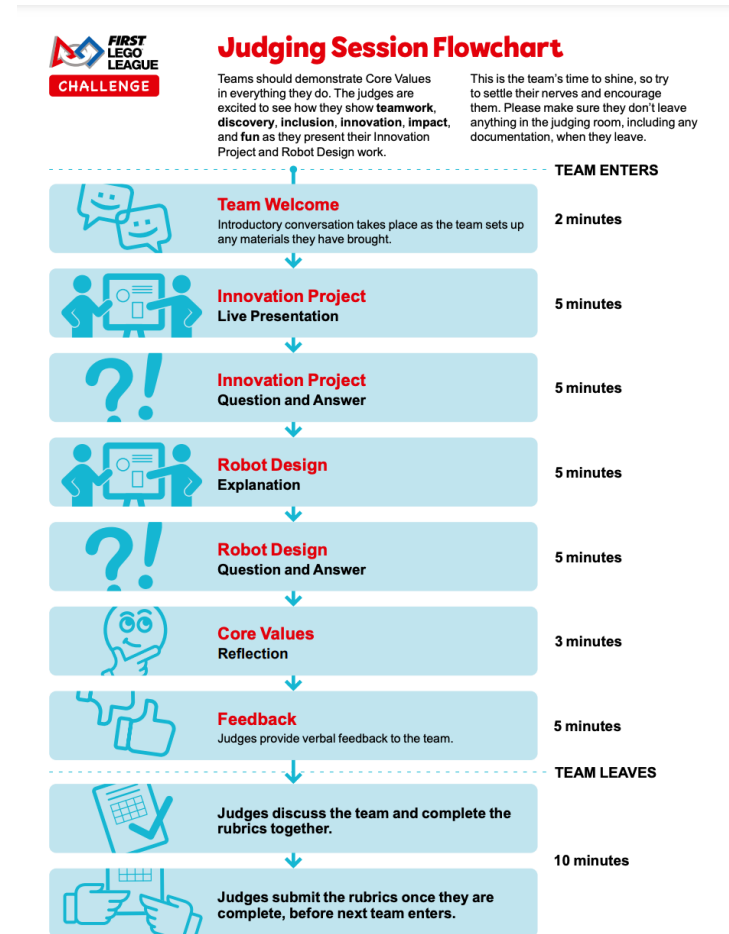 FIRST
LEGO
LEAGUE
CHALLENGE
Judging Session Flowchart
Teams should demonstrate Core Values
in everything they do. The judges are
excited to see how they show teamwork,
discovery, inclusion, innovation, impact,
and fun as they present their Innovation
Project and Robot Design work.
This is the team’s time to shine, so try
to settle their nerves and encourage
them. Please make sure they don’t leave
anything in the judging room, including any
documentation, when they leave.
TEAM ENTERS
Team Welcome
Introductory conversation takes place as the team sets up
any materials they have brought.
2 minutes
Innovation Project
Live Presentation
5 minutes
Innovation Project
Question and Answer
5 minutes
Robot Design
Explanation
5 minutes
Robot Design
Question and Answer
5 minutes
Core Values
Reflection
3 minutes
Feedback
Judges provide verbal feedback to the team.
5 minutes
TEAM LEAVES
Judges discuss the team and complete the
rubrics together.
10 minutes
Judges submit the rubrics once they are
complete, before next team enters.